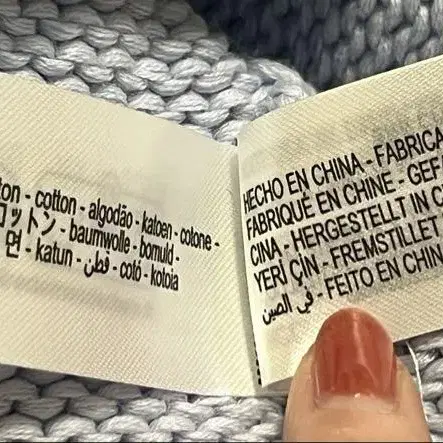 ton - cotton - algodão - katoen - cotone -
コットン - baumwolle - bomuld -
면 - katun - قطن - cotó - kotoia
HECHO EN CHINA - FABRICA
FABRIQUÉ EN CHINE - GEF
CINA - HERGESTELLT IN C
YERİ ÇİN - FREMSTILLET
في الصين - FEITO EN CHIN